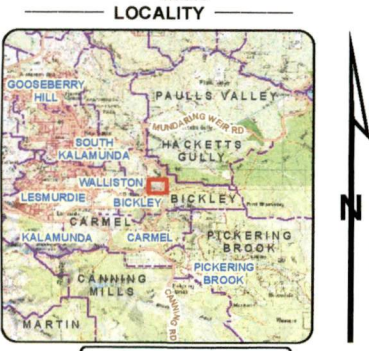 LOCALITY
GOOSEBERRY
HILL
PAULLS VALLEY
MUNDARING WEIR RD
SOUTH
KALAMUNDA
HACKETTS
GULLY
WALLISTON
BICKLEY
BICKLEY
LESMURDIE
CARMEL
KALAMUNDA
CARMEL
PICKERING
BROOK
PICKERING
BROOK
CANNING
MILLS
CANNING RD
MARTIN
N